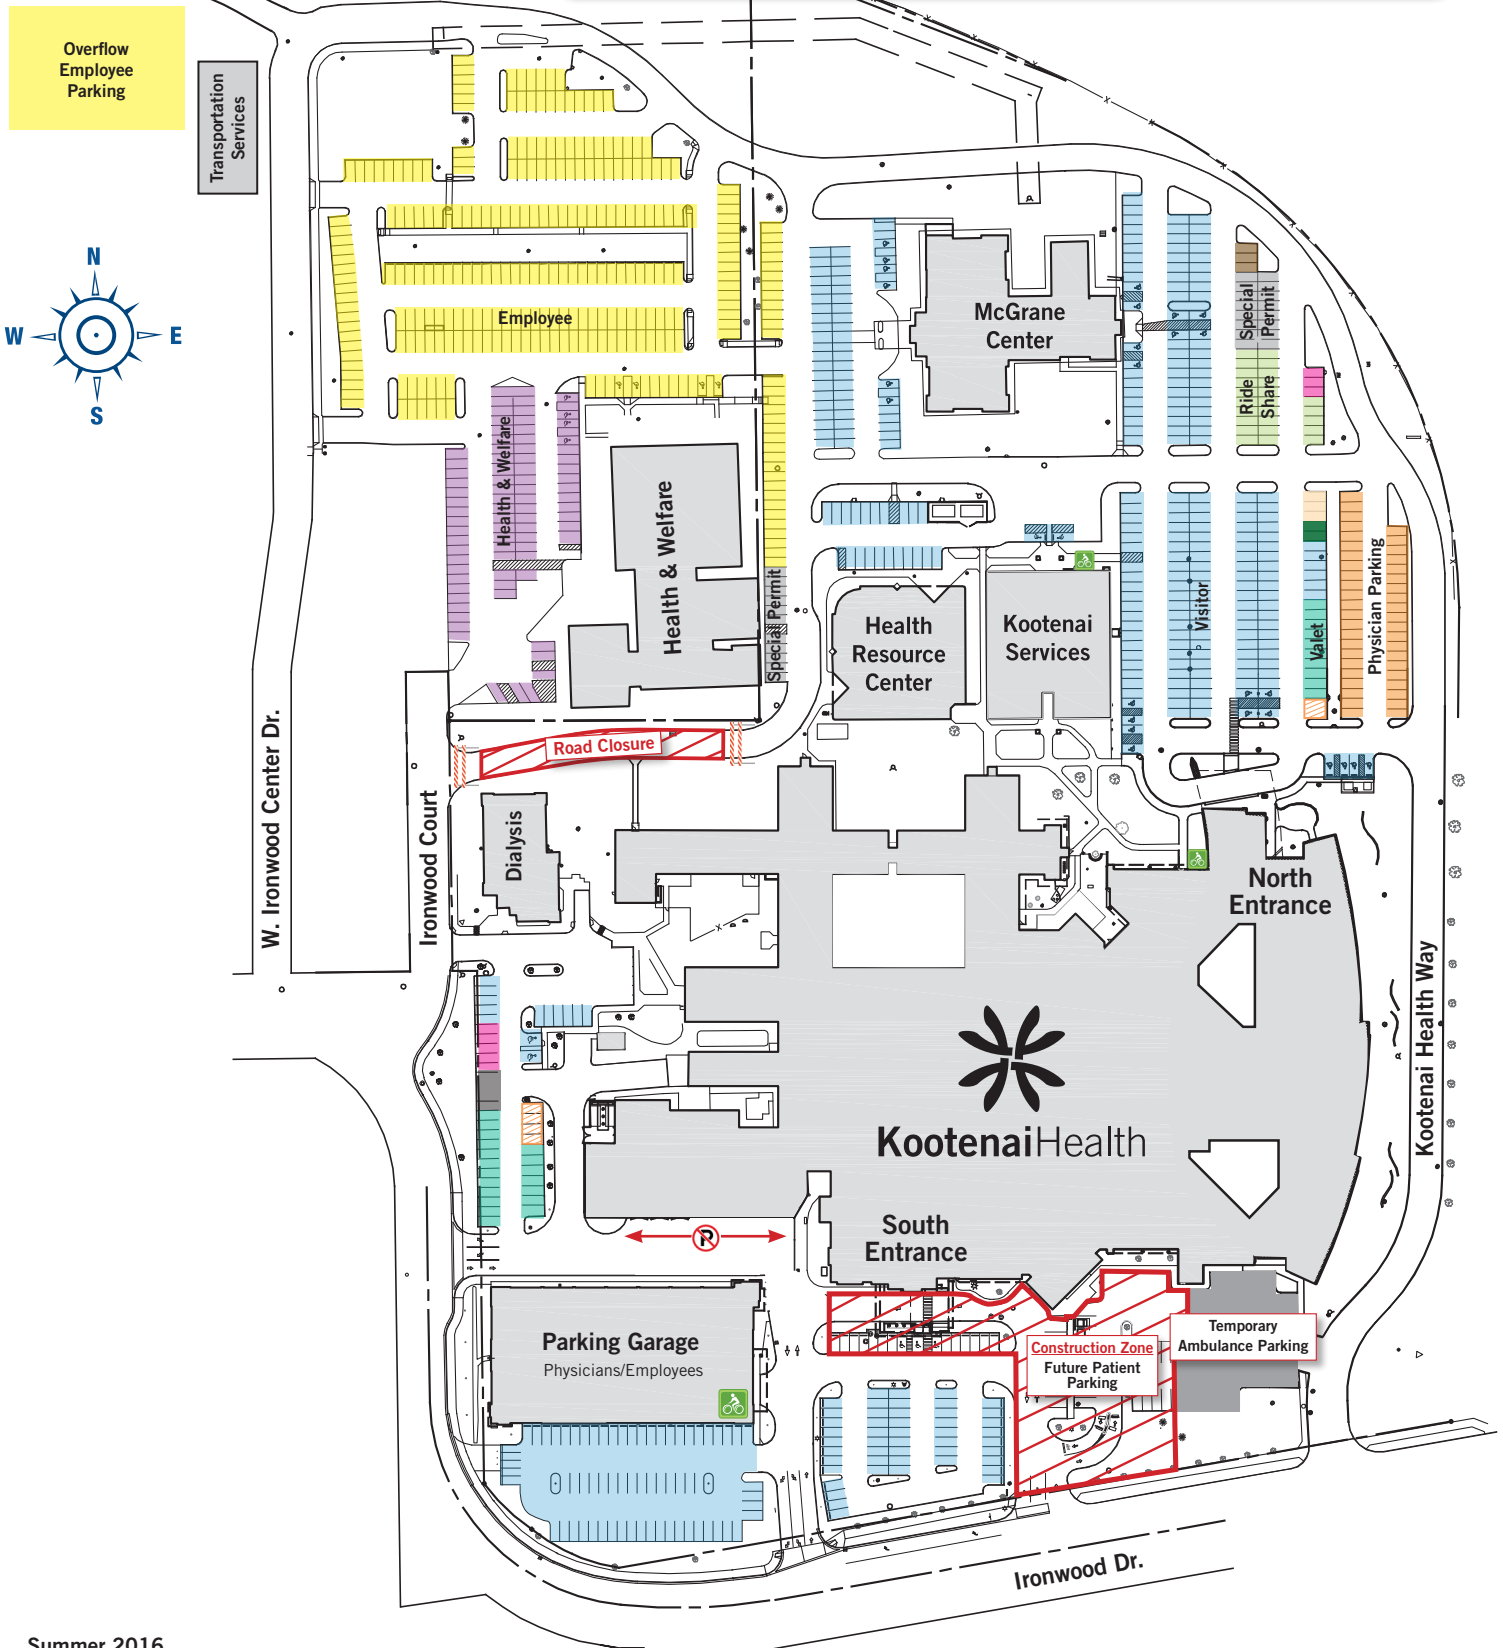 Overflow
Employee
Parking
Transportation
Services
N
W
E
S
Employee
McGrane
Center
Special
Permit
Ride
Share
Health & Welfare
Health & Welfare
Special Permit
Health
Resource
Center
Kootenai
Services
Visitor
Valet
Physician Parking
Road Closure
W. Ironwood Center Dr.
Ironwood Court
Dialysis
North
Entrance
Kootenai Health Way
KootenaiHealth
South
Entrance
P
Parking Garage
Physicians/Employees
Construction Zone
Future Patient
Parking
Temporary
Ambulance Parking
Ironwood Dr.
Summer 2016